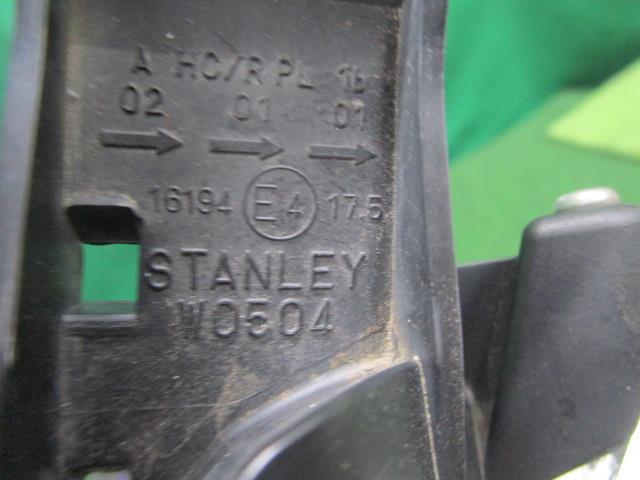 A HC/R PL 1b
02 01 01
16194 E4 17.5
STANLEY
W0504